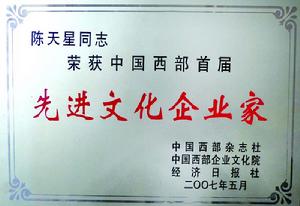 陈天星同志
荣获中国西部首届
先进文化企业家
中国西部杂志社
中国西部企业文化院
经济日报社
二〇〇七年五月